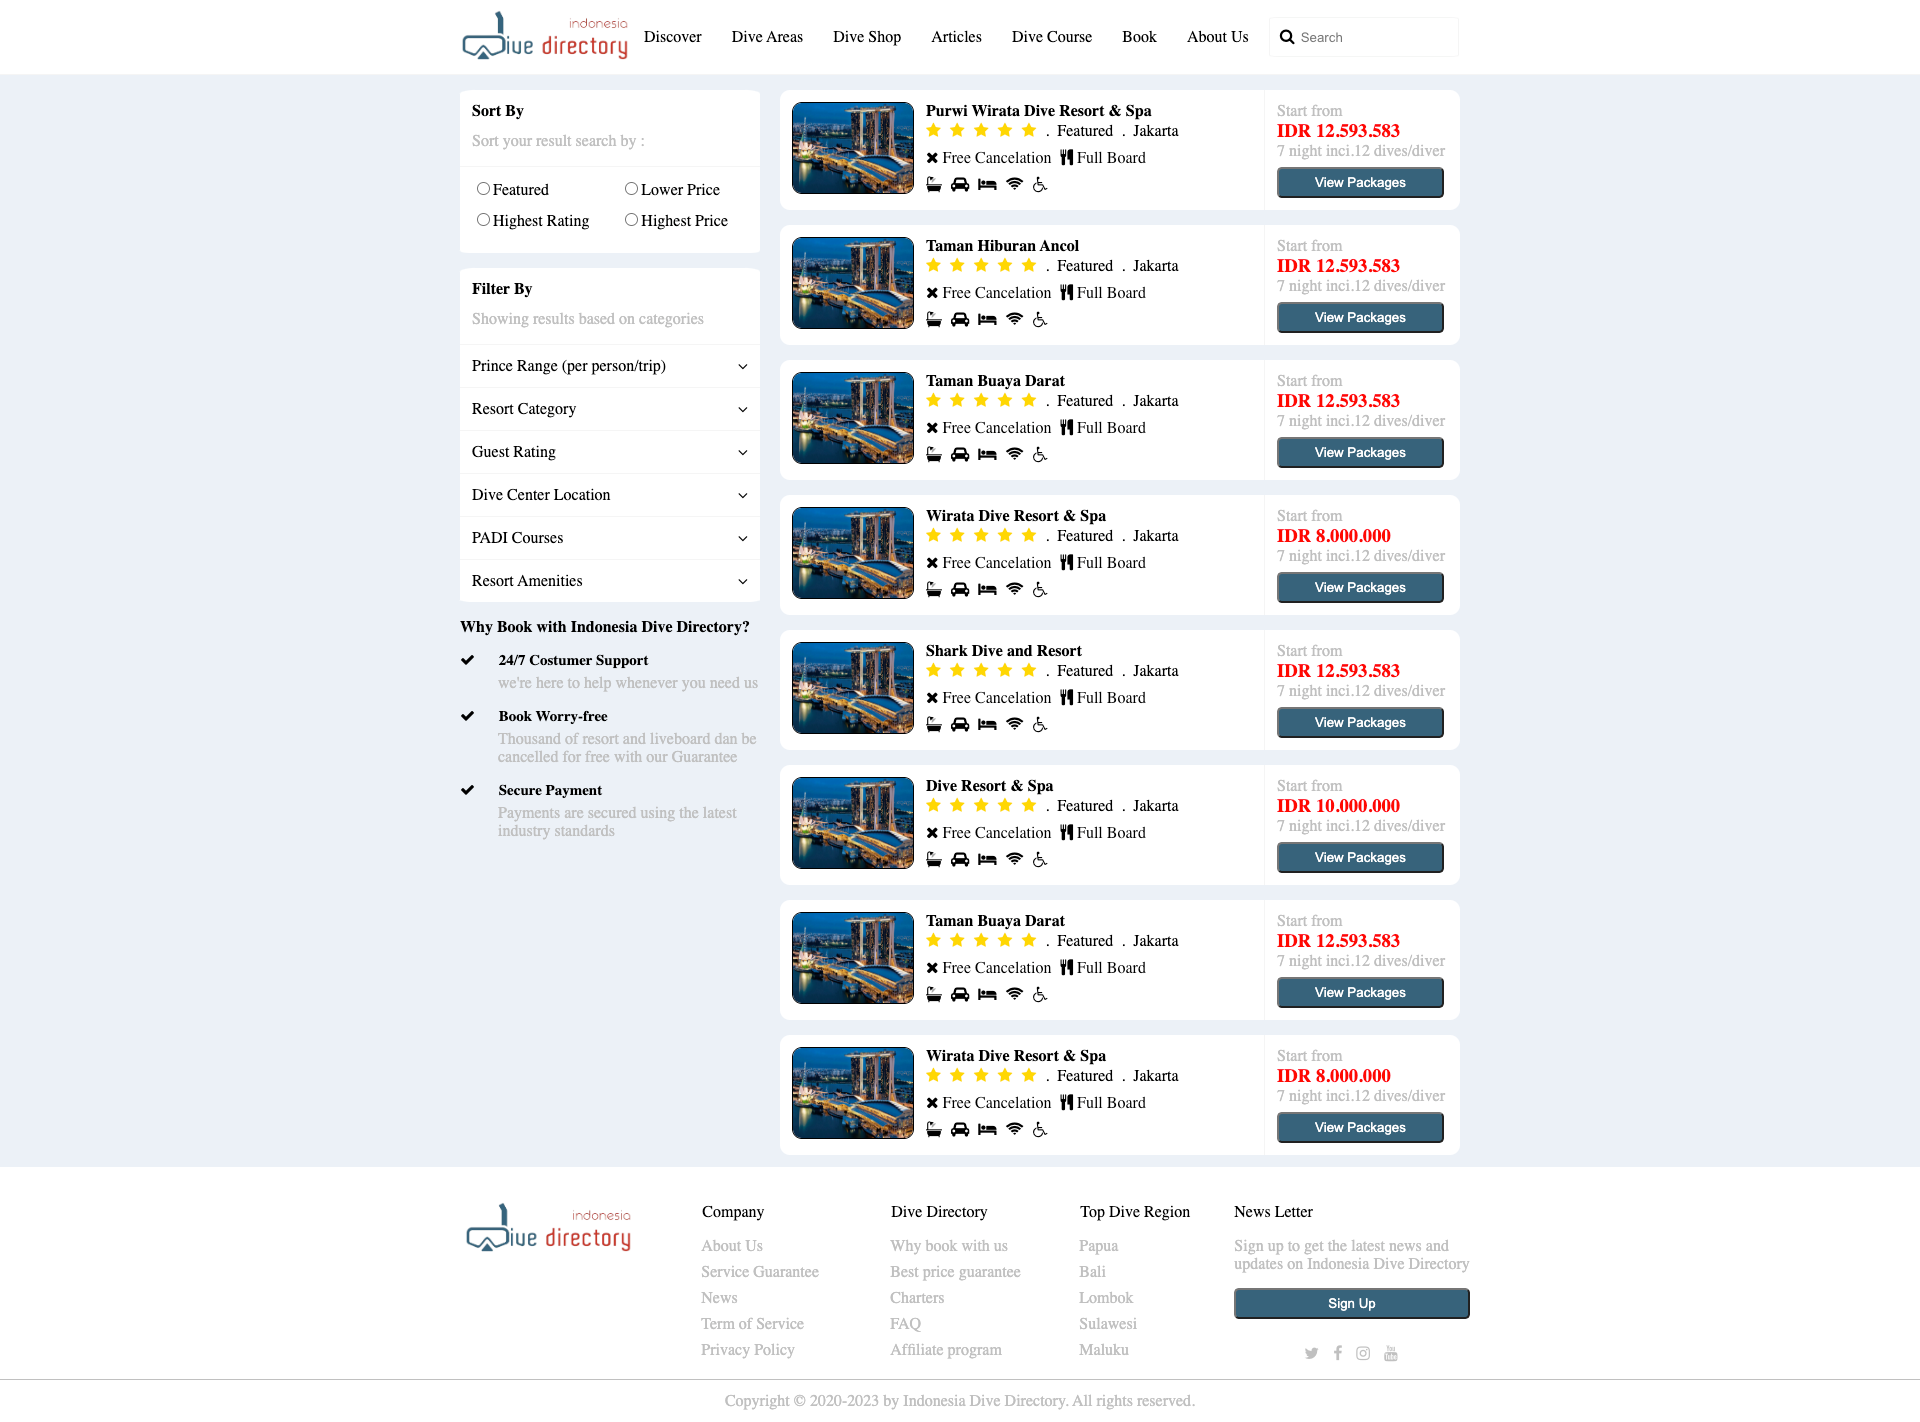 indonesia
Dive directory
Discover
Dive Areas
Dive Shop
Articles
Dive Course
Book
About Us
Search
Sort By
Sort your result search by :
Featured
Lower Price
Highest Rating
Highest Price
Filter By
Showing results based on categories
Prince Range (per person/trip)
Resort Category
Guest Rating
Dive Center Location
PADI Courses
Resort Amenities
Why Book with Indonesia Dive Directory?
24/7 Costumer Support
we're here to help whenever you need us
Book Worry-free
Thousand of resort and liveboard dan be
cancelled for free with our Guarantee
Secure Payment
Payments are secured using the latest
industry standards
Purwi Wirata Dive Resort & Spa
. Featured . Jakarta
Free Cancelation Full Board
Start from
IDR 12.593.583
7 night inci.12 dives/diver
View Packages
Taman Hiburan Ancol
. Featured . Jakarta
Free Cancelation Full Board
Start from
IDR 12.593.583
7 night inci.12 dives/diver
View Packages
Taman Buaya Darat
. Featured . Jakarta
Free Cancelation Full Board
Start from
IDR 12.593.583
7 night inci.12 dives/diver
View Packages
Wirata Dive Resort & Spa
. Featured . Jakarta
Free Cancelation Full Board
Start from
IDR 8.000.000
7 night inci.12 dives/diver
View Packages
Shark Dive and Resort
. Featured . Jakarta
Free Cancelation Full Board
Start from
IDR 12.593.583
7 night inci.12 dives/diver
View Packages
Dive Resort & Spa
. Featured . Jakarta
Free Cancelation Full Board
Start from
IDR 10.000.000
7 night inci.12 dives/diver
View Packages
Taman Buaya Darat
. Featured . Jakarta
Free Cancelation Full Board
Start from
IDR 12.593.583
7 night inci.12 dives/diver
View Packages
Wirata Dive Resort & Spa
. Featured . Jakarta
Free Cancelation Full Board
Start from
IDR 8.000.000
7 night inci.12 dives/diver
View Packages
indonesia
Dive directory
Company
About Us
Service Guarantee
News
Term of Service
Privacy Policy
Dive Directory
Why book with us
Best price guarantee
Charters
FAQ
Affiliate program
Top Dive Region
Papua
Bali
Lombok
Sulawesi
Maluku
News Letter
Sign up to get the latest news and
updates on Indonesia Dive Directory
Sign Up
Copyright © 2020-2023 by Indonesia Dive Directory. All rights reserved.